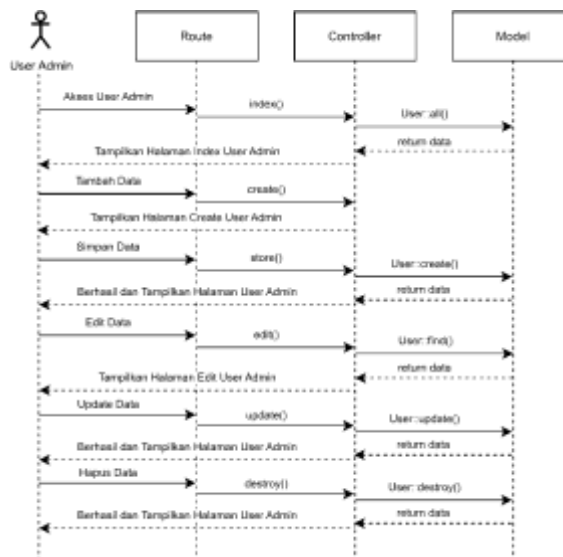 Route
Controller
Model
User Admin
Akses User Admin
index()
User::all()
return data
Tampilkan Halaman Index User Admin
Tambah Data
create()
Tampilkan Halaman Create User Admin
Simpan Data
store()
User::create()
return data
Berhasil dan Tampilkan Halaman User Admin
Edit Data
edit()
User::find()
return data
Tampilkan Halaman Edit User Admin
Update Data
update()
User::update()
return data
Berhasil dan Tampilkan Halaman User Admin
Hapus Data
destroy()
User::destroy()
return data
Berhasil dan Tampilkan Halaman User Admin